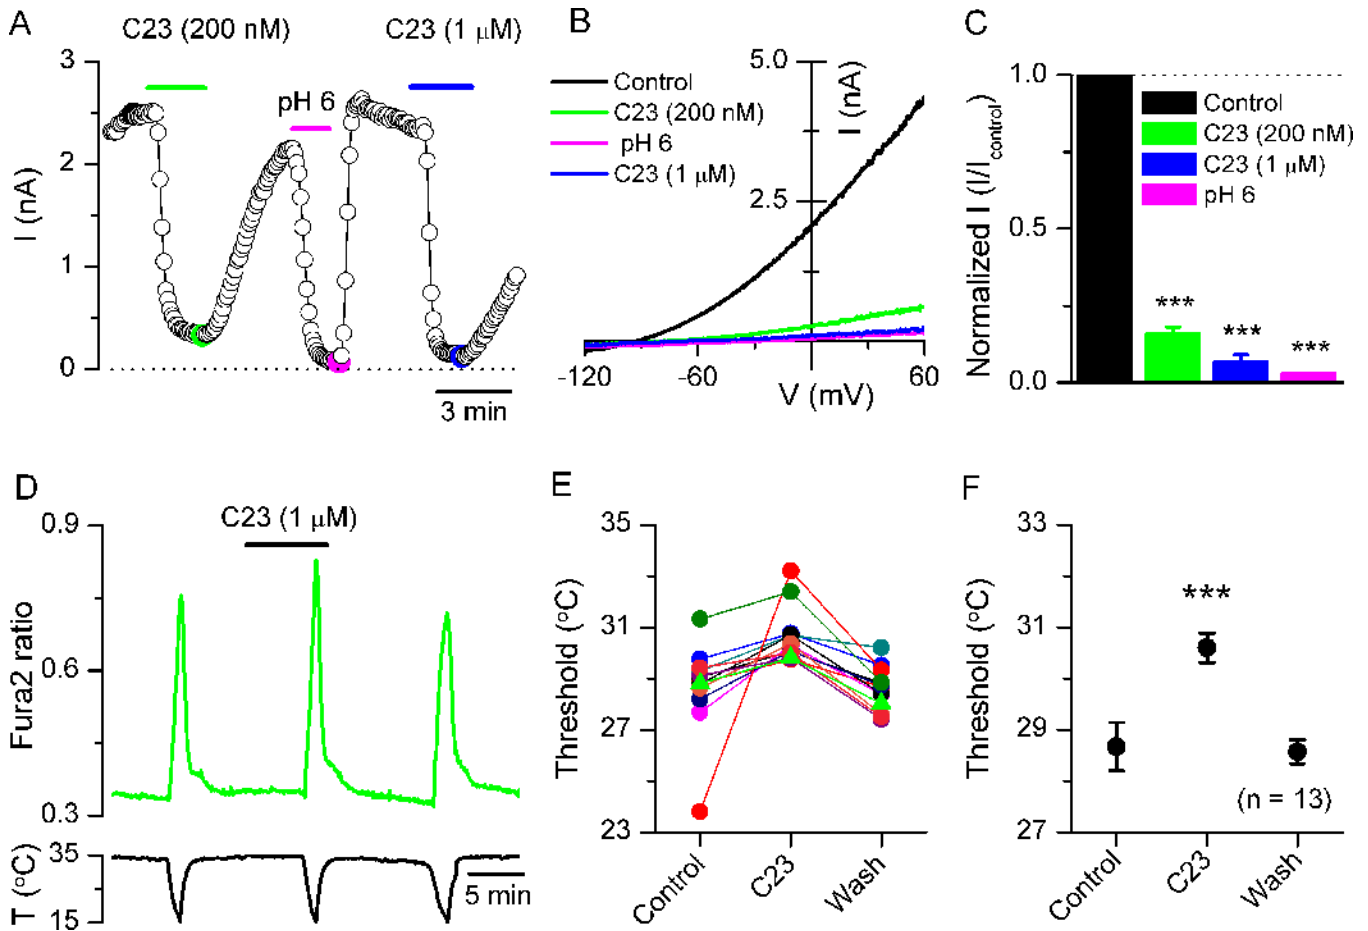 A
C23 (200 nM)
C23 (1 μM)
pH 6
I (nA)
3
2
1
0
3 min
B
Control
C23 (200 nM)
pH 6
C23 (1 μM)
5.0
2.5
I (nA)
-120
-60
60
V (mV)
C
Normalized I (I/Icontrol)
1.0
0.5
0.0
Control
C23 (200 nM)
C23 (1 μM)
pH 6
***
***
***
D
C23 (1 μM)
Fura2 ratio
0.9
0.6
0.3
T (°C)
35
15
5 min
E
Threshold (°C)
35
31
27
23
Control
C23
Wash
F
Threshold (°C)
33
31
29
27
***
(n = 13)
Control
C23
Wash